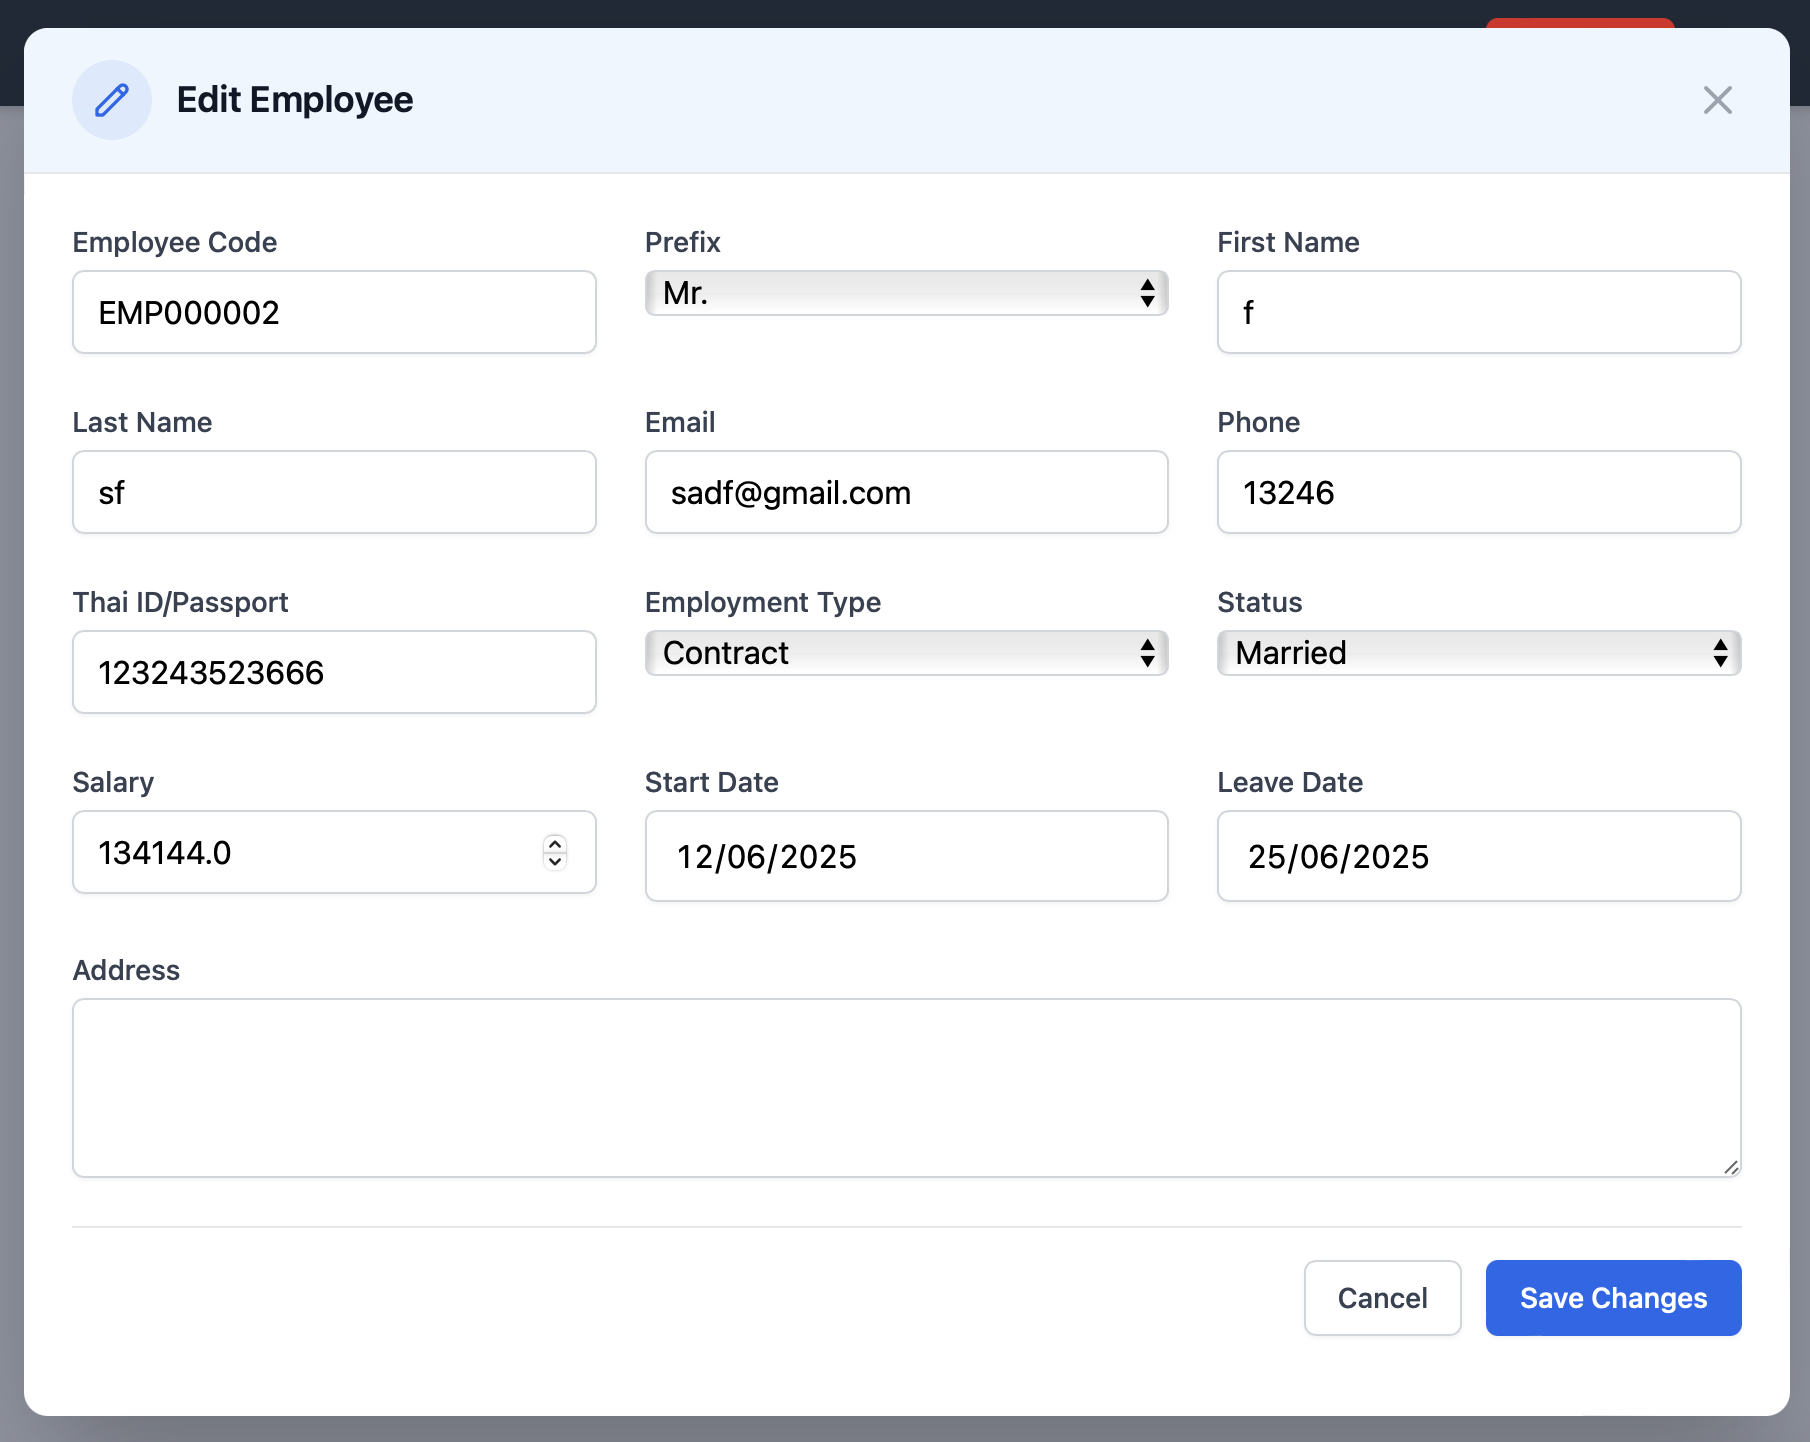 Edit Employee
Employee Code
EMP000002
Prefix
Mr.
First Name
f
Last Name
sf
Email
sadf@gmail.com
Phone
13246
Thai ID/Passport
123243523666
Employment Type
Contract
Status
Married
Salary
134144.0
Start Date
12/06/2025
Leave Date
25/06/2025
Address
Cancel
Save Changes